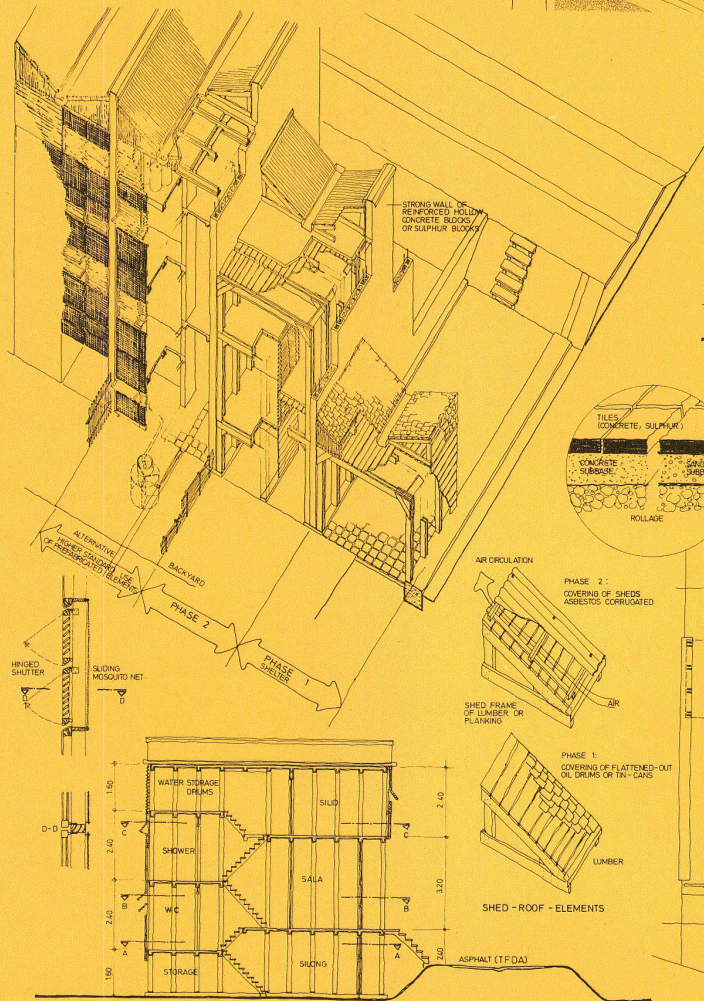 STRONG WALL OF
REINFORCED HOLLOW
CONCRETE BLOCKS
OR SULPHUR BLOCKS
TILES
(CONCRETE, SULPHUR)
CONCRETE
SUBBASE
SAND
SUBB
ROLLAGE
ALTERNATIVE
HIGHER STANDARD USE
OF PREFABRICATED ELEMENTS
BACKYARD
PHASE 2
PHASE 1
SHELTER
AIR CIRCULATION
PHASE 2:
COVERING OF SHEDS
ASBESTOS CORRUGATED
AIR
SHED FRAME
OF LUMBER OR
PLANKING
HINGED
SHUTTER
SLIDING
MOSQUITO NET
D
D
PHASE 1:
COVERING OF FLATTENED-OUT
OIL DRUMS OR TIN-CANS
LUMBER
SHED-ROOF-ELEMENTS
D-D
1.60
WATER STORAGE
DRUMS
SILID
2.40
C
C
2.40
SHOWER
SALA
3.20
B
B
2.40
WC
A
A
1.60
STORAGE
SILONG
2.40
ASPHALT (TFDA)